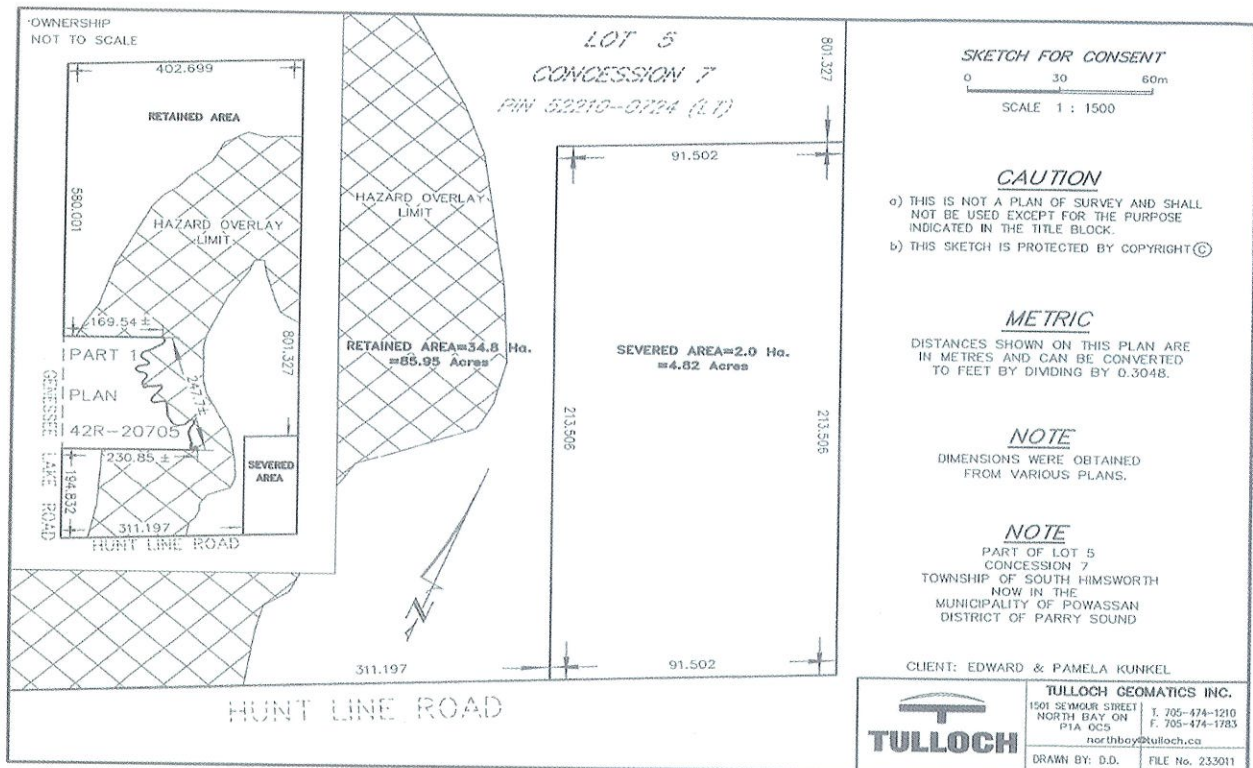 OWNERSHIP
NOT TO SCALE
402.699
RETAINED AREA
580.001
HAZARD OVERLAY
LIMIT
169.54 ±
PART 1
PLAN
42R-20705
247.7±
801.327
230.85 ±
194.832
GENESSEE LAKE ROAD
SEVERED
AREA
311.197
HUNT LINE ROAD
LOT 5
CONCESSION 7
PIN 52210-0724 (LT)
801.327
HAZARD OVERLAY
LIMIT
91.502
RETAINED AREA=34.8 Ha.
=85.95 Acres
SEVERED AREA=2.0 Ha.
=4.82 Acres
213.506
213.506
N
311.197
91.502
HUNT LINE ROAD
SKETCH FOR CONSENT
0 30 60m
SCALE 1 : 1500
CAUTION
a) THIS IS NOT A PLAN OF SURVEY AND SHALL
NOT BE USED EXCEPT FOR THE PURPOSE
INDICATED IN THE TITLE BLOCK.
b) THIS SKETCH IS PROTECTED BY COPYRIGHT ©
METRIC
DISTANCES SHOWN ON THIS PLAN ARE
IN METRES AND CAN BE CONVERTED
TO FEET BY DIVIDING BY 0.3048.
NOTE
DIMENSIONS WERE OBTAINED
FROM VARIOUS PLANS.
NOTE
PART OF LOT 5
CONCESSION 7
TOWNSHIP OF SOUTH HIMSWORTH
NOW IN THE
MUNICIPALITY OF POWASSAN
DISTRICT OF PARRY SOUND
CLIENT: EDWARD & PAMELA KUNKEL
TULLOCH
TULLOCH GEOMATICS INC.
1501 SEYMOUR STREET
NORTH BAY ON
P1A 0C5
T. 705-474-1210
F. 705-474-1783
northbay@tulloch.ca
DRAWN BY: D.D.
FILE No. 233011